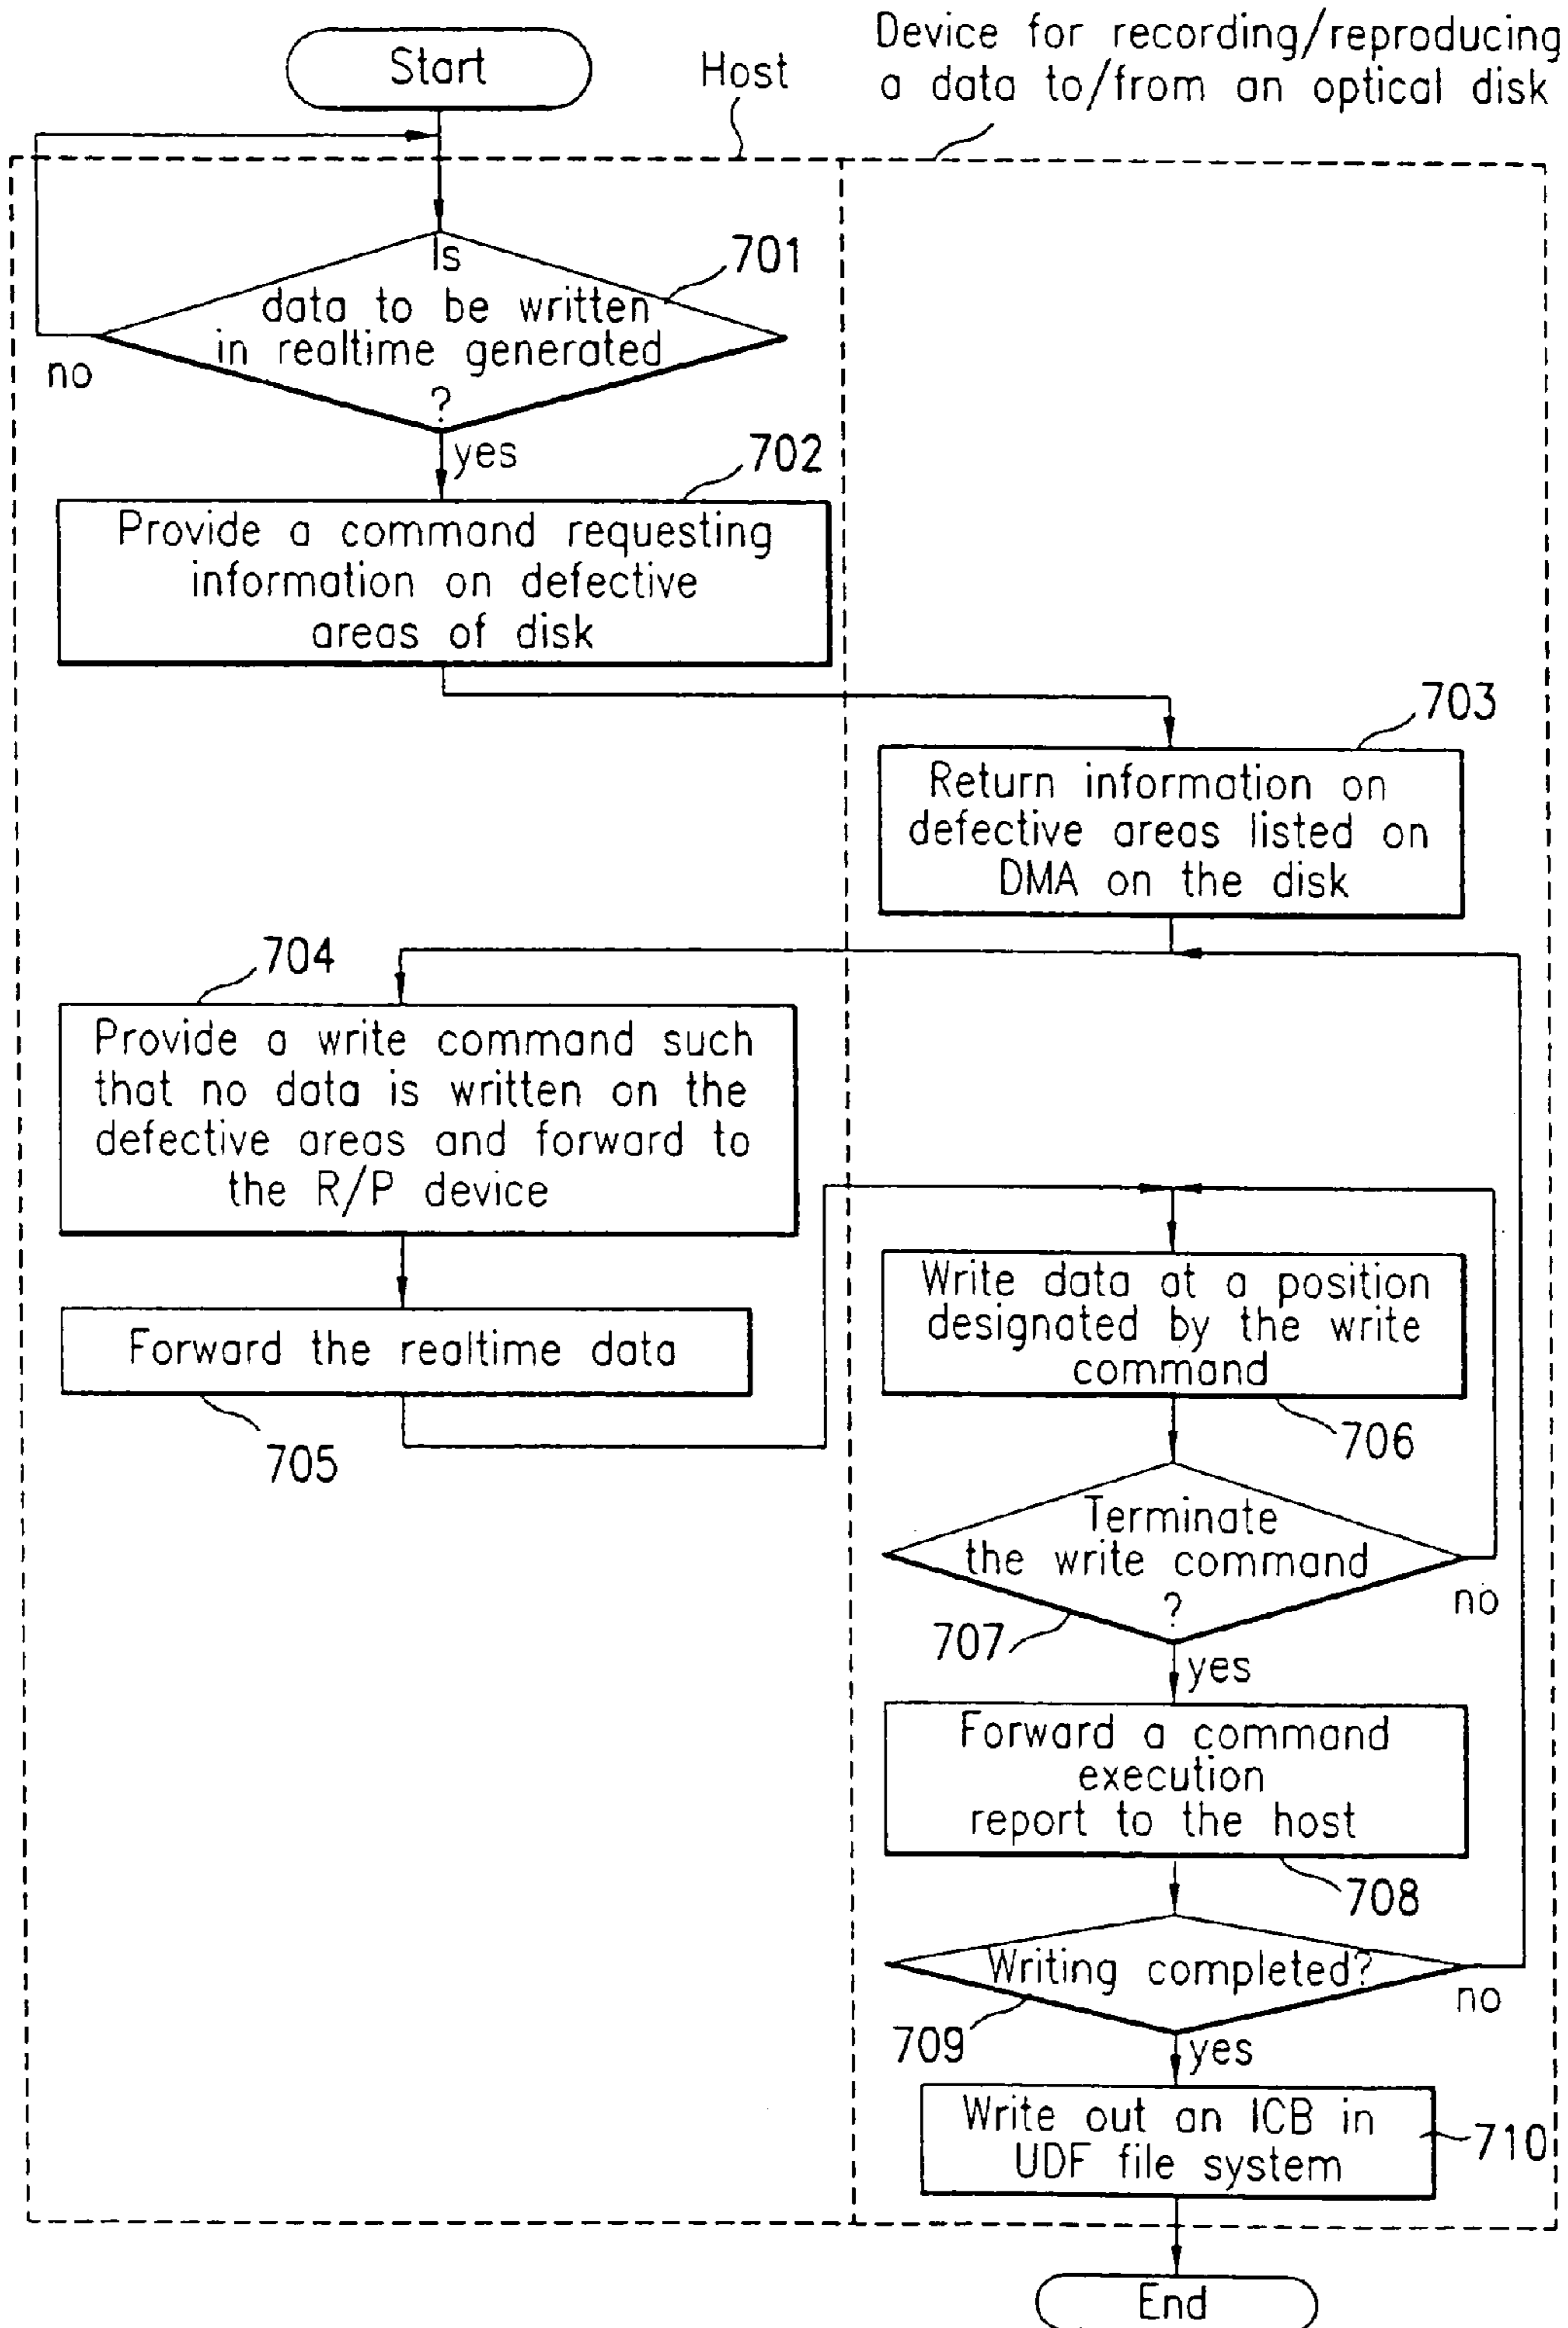 Start
Host
Device for recording/reproducing
a data to/from an optical disk
Is
data to be written
in realtime generated
?
701
no
yes
702
Provide a command requesting
information on defective
areas of disk
703
Return information on
defective areas listed on
DMA on the disk
704
Provide a write command such
that no data is written on the
defective areas and forward to
the R/P device
Forward the realtime data
705
Write data at a position
designated by the write
command
706
Terminate
the write command
?
no
707
yes
Forward a command
execution
report to the host
708
Writing completed?
no
709
yes
Write out an ICB in
UDF file system
710
End